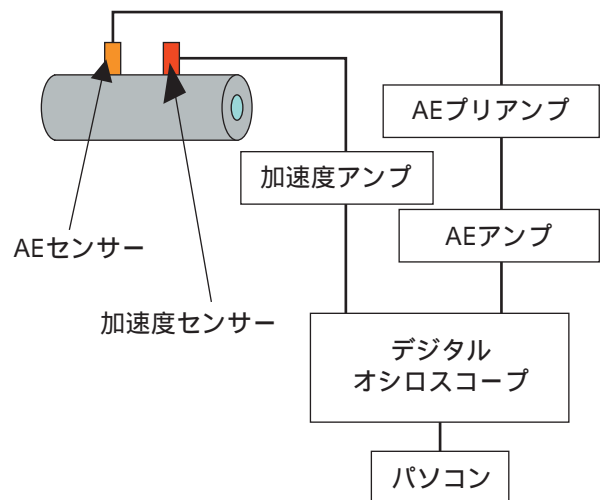 AEプリアンプ
加速度アンプ
AEアンプ
AEセンサー
加速度センサー
デジタル
オシロスコープ
パソコン